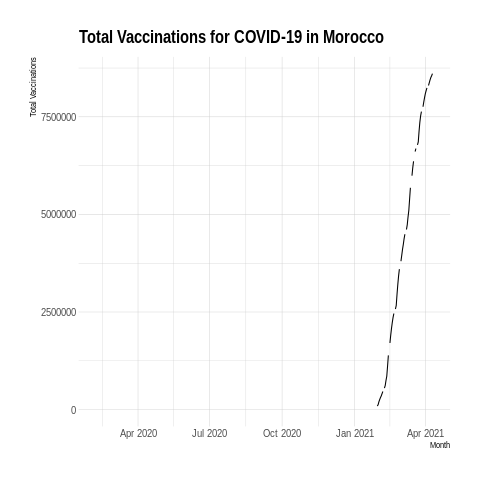 Total Vaccinations for COVID-19 in Morocco
Total Vaccinations
7500000
5000000
2500000
0
Apr 2020 Jul 2020 Oct 2020 Jan 2021 Apr 2021
Month